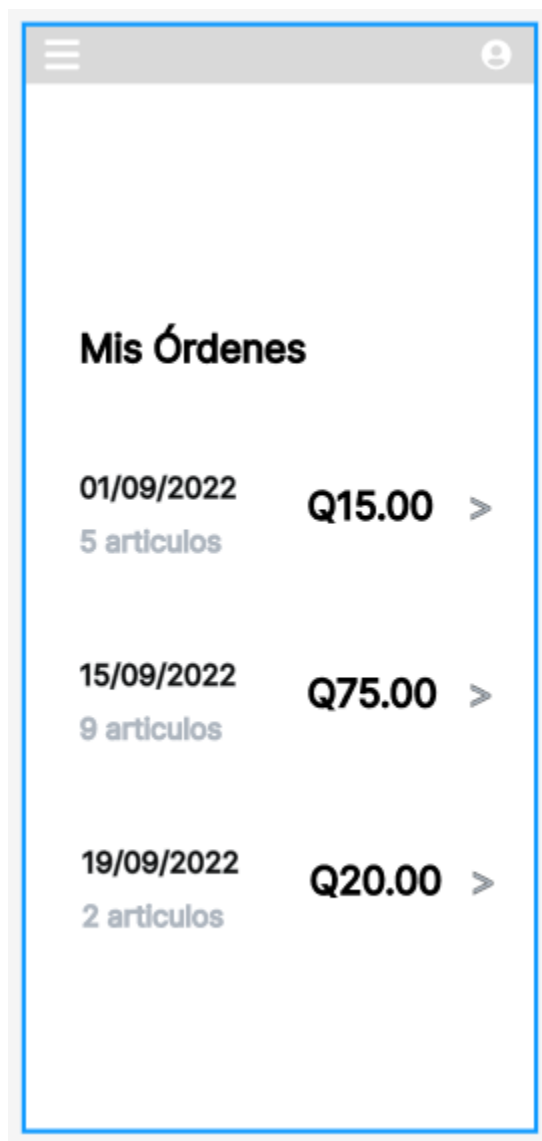 Mis Órdenes
01/09/2022
Q15.00 >
5 articulos
15/09/2022
Q75.00 >
9 articulos
19/09/2022
Q20.00 >
2 articulos